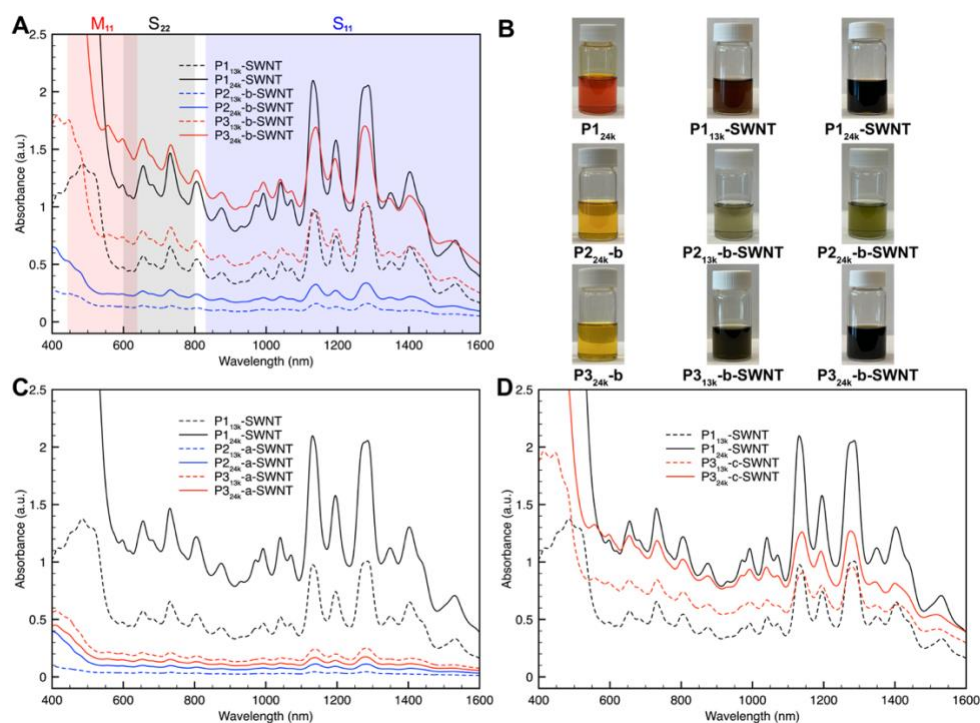 A
M₁₁
S₂₂
S₁₁
P1₁₃ₖ-SWNT
P1₂₄ₖ-SWNT
P2₁₃ₖ-b-SWNT
P2₂₄ₖ-b-SWNT
P3₁₃ₖ-b-SWNT
P3₂₄ₖ-b-SWNT
Absorbance (a.u.)
2.5
2
1.5
1
0.5
0
400 600 800 1000 1200 1400 1600
Wavelength (nm)
B
P1₂₄ₖ P1₁₃ₖ-SWNT P1₂₄ₖ-SWNT
P2₂₄ₖ-b P2₁₃ₖ-b-SWNT P2₂₄ₖ-b-SWNT
P3₂₄ₖ-b P3₁₃ₖ-b-SWNT P3₂₄ₖ-b-SWNT
C
P1₁₃ₖ-SWNT
P1₂₄ₖ-SWNT
P2₁₃ₖ-a-SWNT
P2₂₄ₖ-a-SWNT
P3₁₃ₖ-a-SWNT
P3₂₄ₖ-a-SWNT
Absorbance (a.u.)
2.5
2
1.5
1
0.5
0
400 600 800 1000 1200 1400 1600
Wavelength (nm)
D
P1₁₃ₖ-SWNT
P1₂₄ₖ-SWNT
P3₁₃ₖ-c-SWNT
P3₂₄ₖ-c-SWNT
Absorbance (a.u.)
2.5
2
1.5
1
0.5
0
400 600 800 1000 1200 1400 1600
Wavelength (nm)